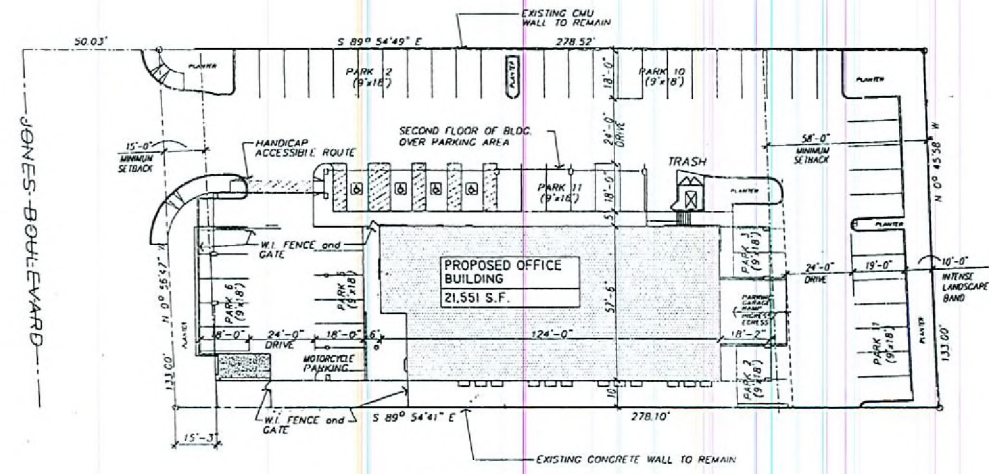 EXISTING CMU
WALL TO REMAIN
50.03'
S 89° 54'49" E
278.52'
PLANTER
PARK 12
(9'x18')
PLANTER
18'-0"
PARK 10
(9'x18')
PLANTER
JONES BOULEVARD
15'-0"
MINIMUM
SETBACK
HANDICAP
ACCESSIBLE ROUTE
SECOND FLOOR OF BLDG.
OVER PARKING AREA
24'-0"
DRIVE
58'-0"
MINIMUM
SETBACK
N 0° 45'58" W
TRASH
PARK 11
(9'x18')
18'-0"
5'
PLANTER
PLANTER
W.I. FENCE and
GATE
N 0° 56'47" W
PROPOSED OFFICE
BUILDING
21,551 S.F.
(9'x18')
24'-0"
DRIVE
19'-0"
10'-0"
INTENSE
LANDSCAPE
BAND
PARK 6
(9'x18')
PARK 5
(9'x18')
57'-6"
PARKING
GARAGE
RAMP
18'-0"
24'-0"
DRIVE
18'-0"
6'
124'-0"
18'-2"
PLANTER
133.00'
MOTORCYCLE
PARKING
PARK 2
(9'x18')
PARK 11
(9'x18')
PLANTER
133.00'
10'
W.I. FENCE and
GATE
S 89° 54'41" E
278.10'
15'-3"
EXISTING CONCRETE WALL TO REMAIN